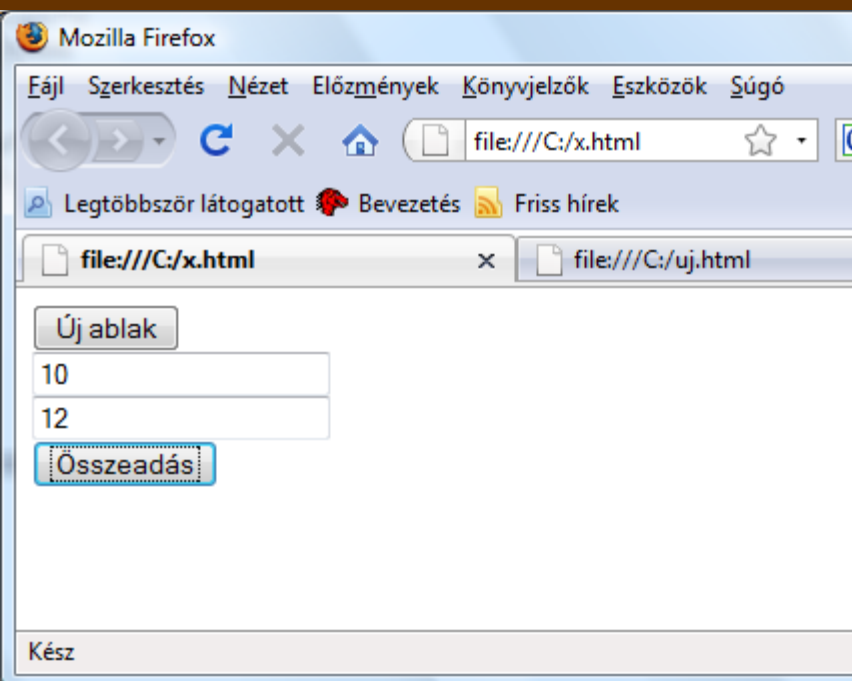 Mozilla Firefox
Fájl Szerkesztés Nézet Előzmények Könyvjelzők Eszközök Súgó
file:///C:/x.html
Legtöbbször látogatott Bevezetés Friss hírek
file:///C:/x.html file:///C:/uj.html
Új ablak
10
12
Összeadás
Kész